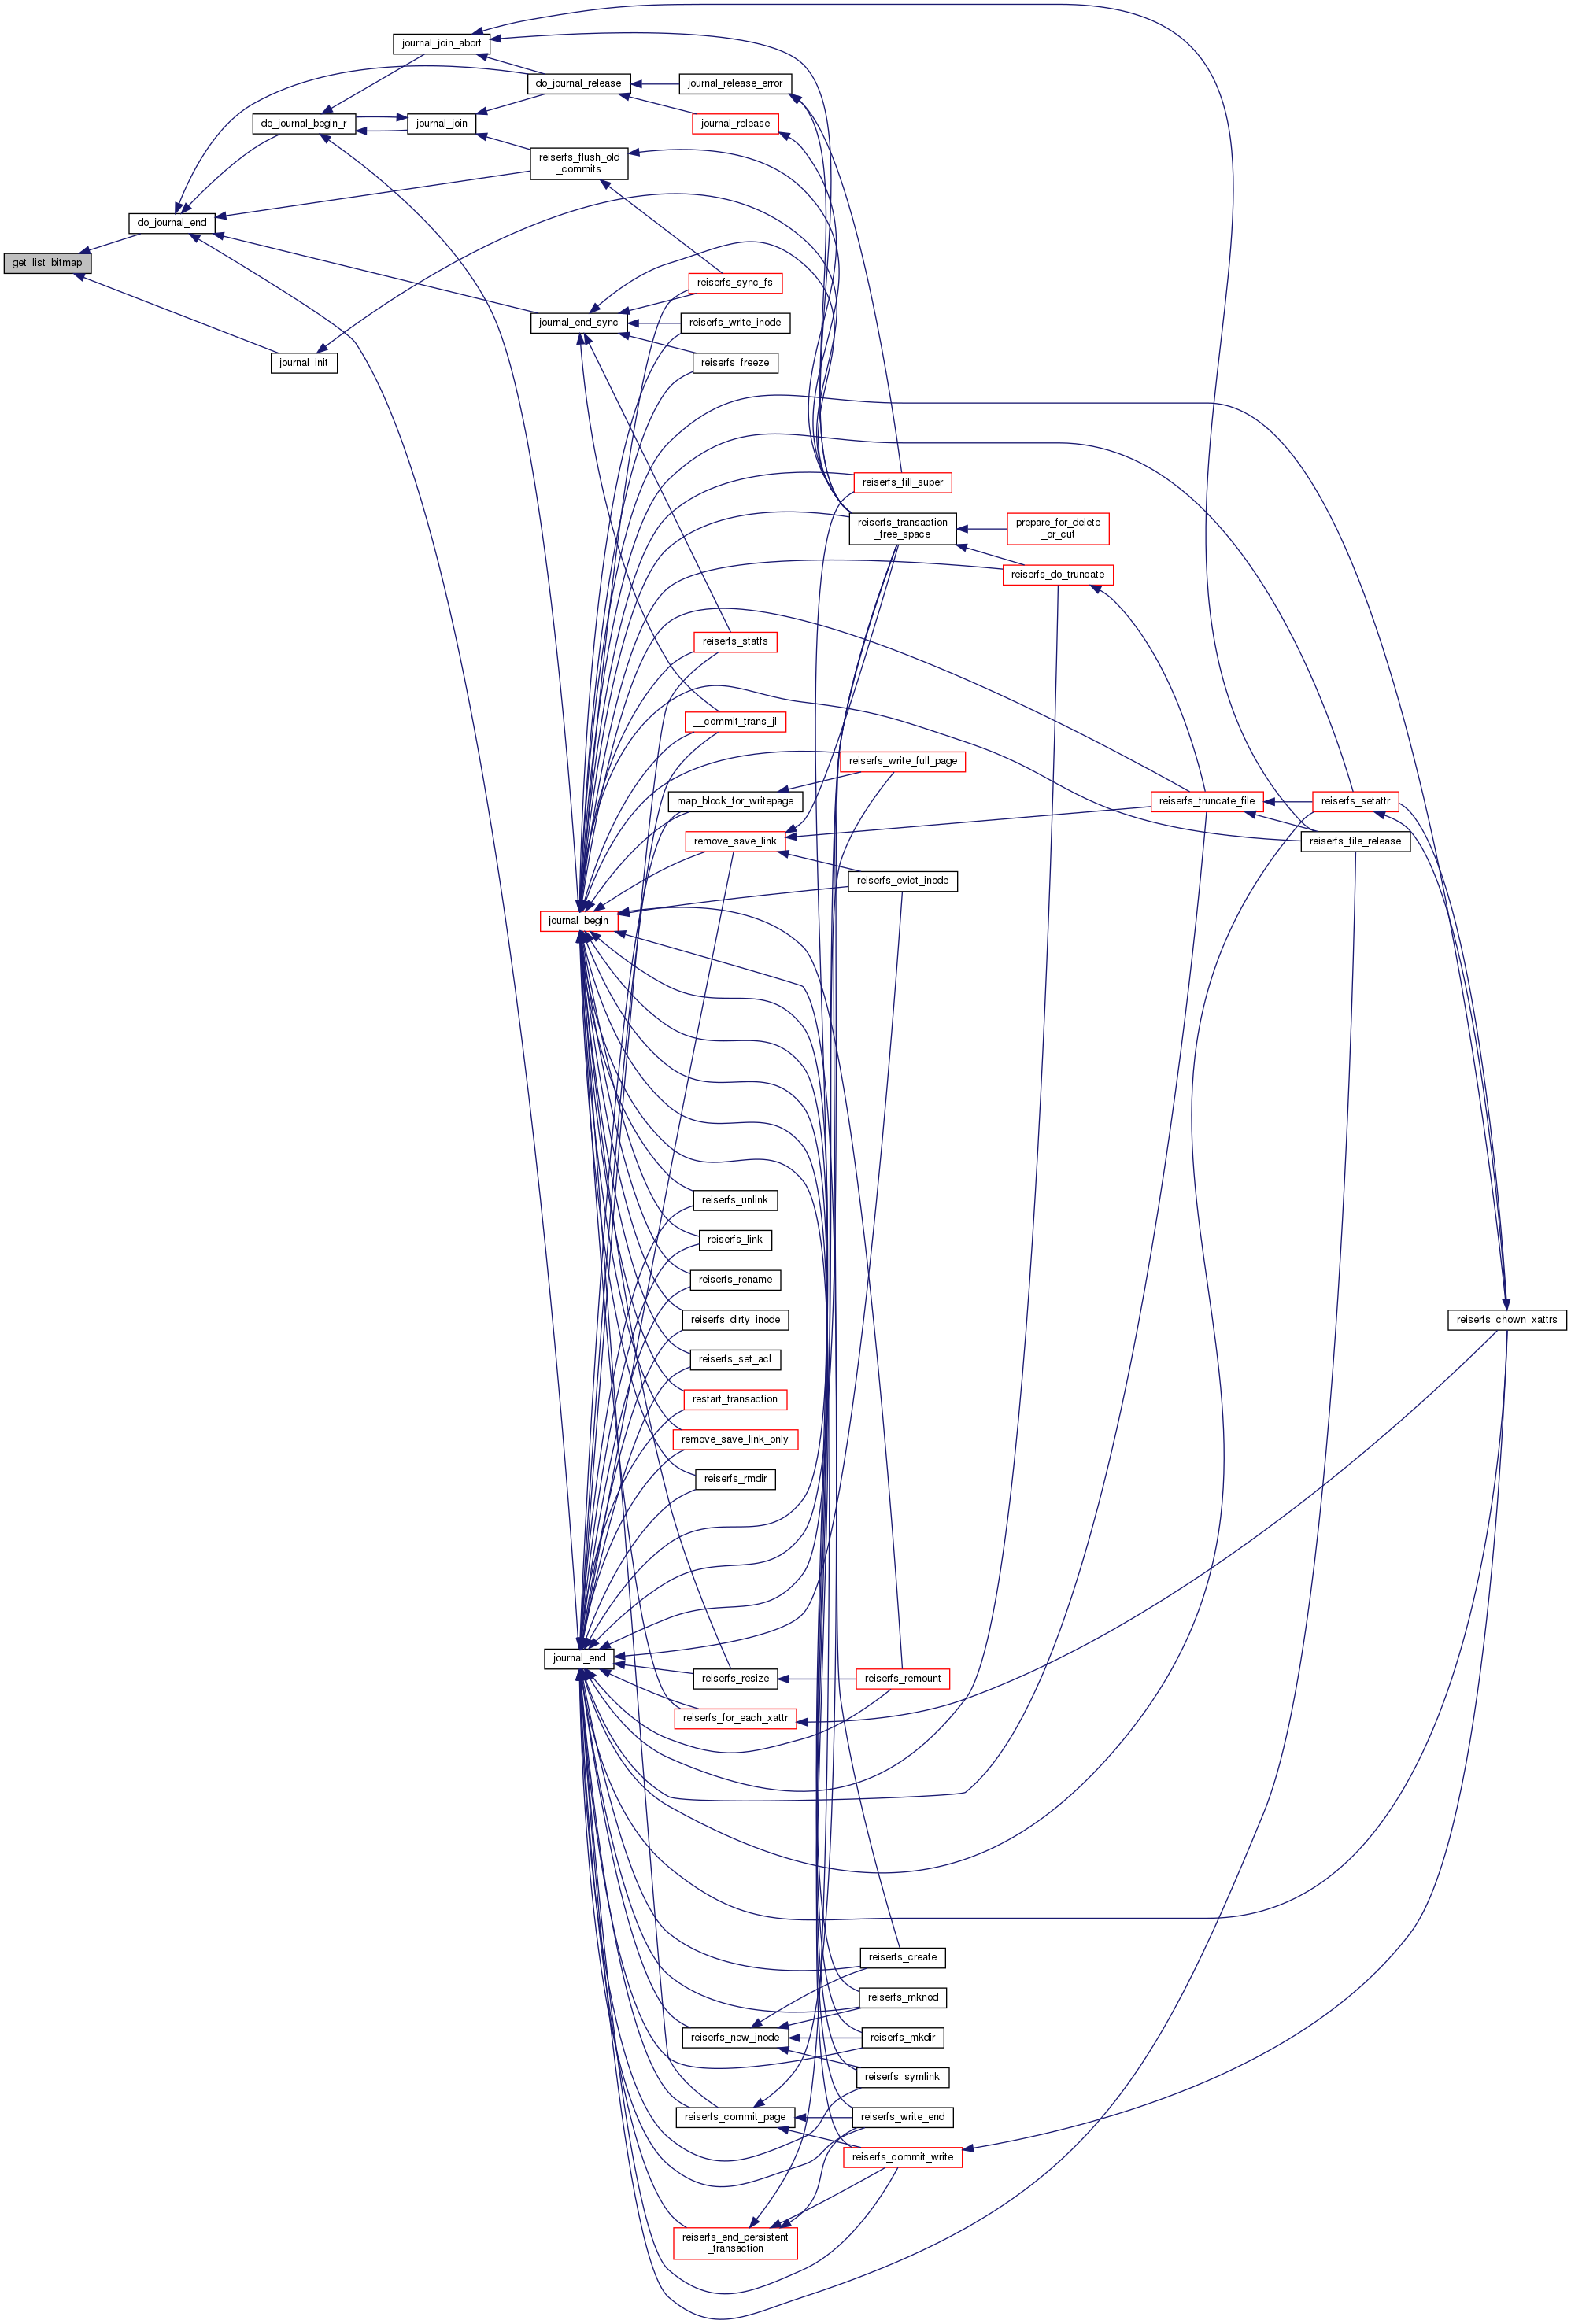 journal_join_abort
do_journal_release
journal_release_error
do_journal_begin_r
journal_join
journal_release
reiserfs_flush_old
_commits
do_journal_end
get_list_bitmap
reiserfs_sync_fs
journal_end_sync
reiserfs_write_inode
journal_init
reiserfs_freeze
reiserfs_fill_super
reiserfs_transaction
_free_space
prepare_for_delete
_or_cut
reiserfs_do_truncate
reiserfs_statfs
__commit_trans_jl
reiserfs_write_full_page
map_block_for_writepage
reiserfs_truncate_file
reiserfs_setattr
remove_save_link
reiserfs_file_release
reiserfs_evict_inode
journal_begin
reiserfs_unlink
reiserfs_link
reiserfs_rename
reiserfs_dirty_inode
reiserfs_chown_xattrs
reiserfs_set_acl
restart_transaction
remove_save_link_only
reiserfs_rmdir
journal_end
reiserfs_resize
reiserfs_remount
reiserfs_for_each_xattr
reiserfs_create
reiserfs_mknod
reiserfs_new_inode
reiserfs_mkdir
reiserfs_symlink
reiserfs_commit_page
reiserfs_write_end
reiserfs_commit_write
reiserfs_end_persistent
_transaction